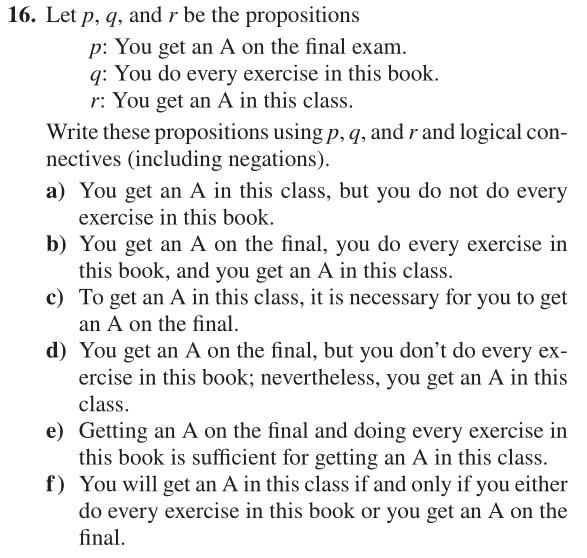 16. Let p, q, and r be the propositions
p: You get an A on the final exam.
q: You do every exercise in this book.
r: You get an A in this class.
Write these propositions using p, q, and r and logical con-
nectives (including negations).
a) You get an A in this class, but you do not do every
exercise in this book.
b) You get an A on the final, you do every exercise in
this book, and you get an A in this class.
c) To get an A in this class, it is necessary for you to get
an A on the final.
d) You get an A on the final, but you don’t do every ex-
ercise in this book; nevertheless, you get an A in this
class.
e) Getting an A on the final and doing every exercise in
this book is sufficient for getting an A in this class.
f) You will get an A in this class if and only if you either
do every exercise in this book or you get an A on the
final.